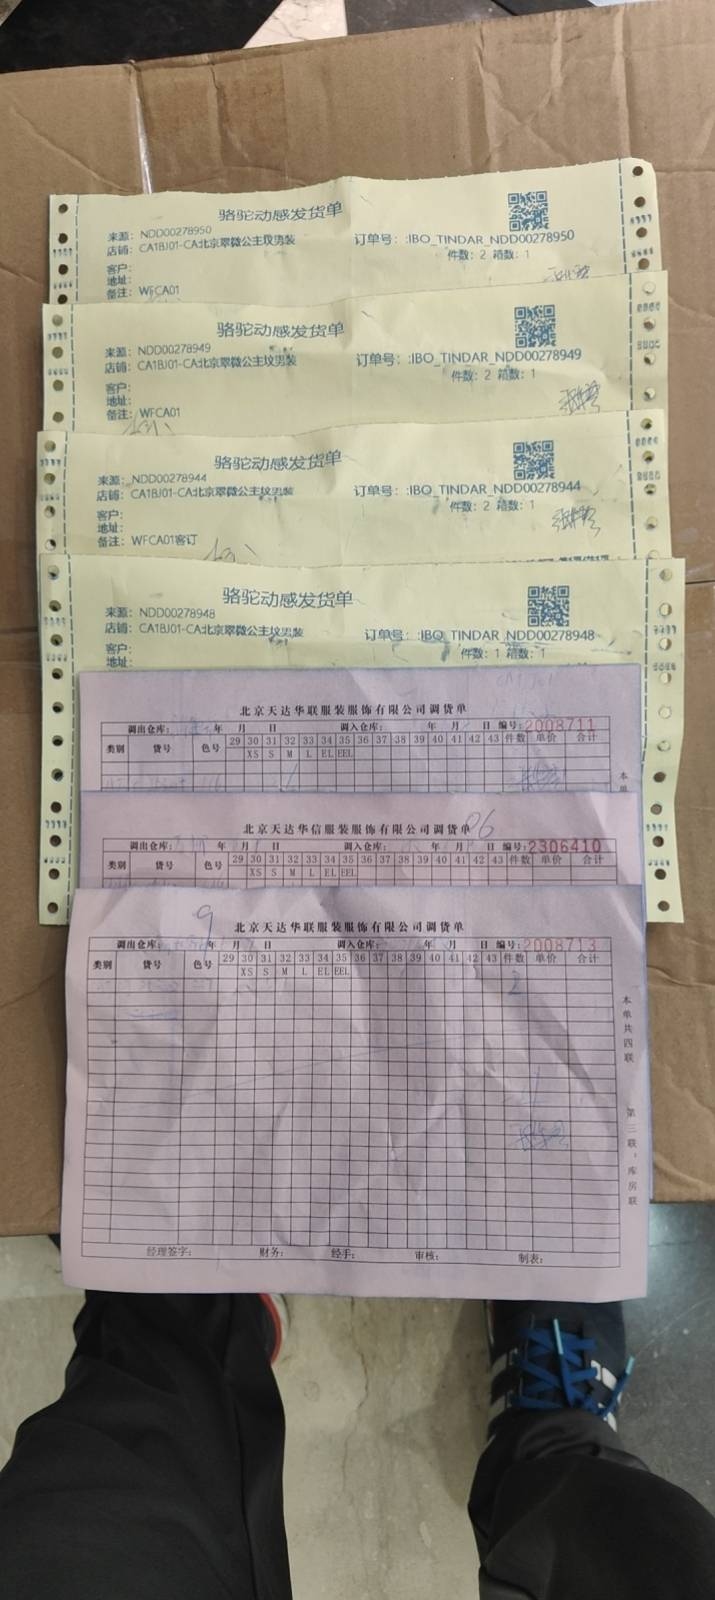 骆驼动感发货单
来源: NDD00278950
店铺: CA1BJ01-CA北京翠微公主坟男装
订单号: :IBO_TINDAR_NDD00278950
件数: 2 箱数: 1
客户:
地址:
备注: WFCA01
骆驼动感发货单
来源: NDD00278949
店铺: CA1BJ01-CA北京翠微公主坟男装
订单号: :IBO_TINDAR_NDD00278949
件数: 2 箱数: 1
客户:
地址:
备注: WFCA01
骆驼动感发货单
来源: NDD00278944
店铺: CA1BJ01-CA北京翠微公主坟男装
订单号: :IBO_TINDAR_NDD00278944
件数: 2 箱数: 1
客户:
地址:
备注: WFCA01客订
骆驼动感发货单
来源: NDD00278948
店铺: CA1BJ01-CA北京翠微公主坟男装
订单号: :IBO_TINDAR_NDD00278948
件数: 1 箱数: 1
客户:
地址:
北京天达华联服装服饰有限公司调货单
调出仓库: 年 月 日 调入仓库: 年 月 日 编号: 2008711
类别 货号 色号 29 30 31 32 33 34 35 36 37 38 39 40 41 42 43 件数 单价 合计
XS S M L EL EEL
本单
北京天达华信服装服饰有限公司调货单 06
调出仓库: 年 月 日 调入仓库: 年 月 日 编号: 2306410
类别 货号 色号 29 30 31 32 33 34 35 36 37 38 39 40 41 42 43 件数 单价 合计
XS S M L EL EEL
北京天达华联服装服饰有限公司调货单
调出仓库: 9 年 月 日 调入仓库: 年 月 日 编号: 2008713
类别 货号 色号 29 30 31 32 33 34 35 36 37 38 39 40 41 42 43 件数 单价 合计
XS S M L EL EEL
2
本单共四联
第三联：库房联
经理签字: 财务: 经手: 审核: 制表: